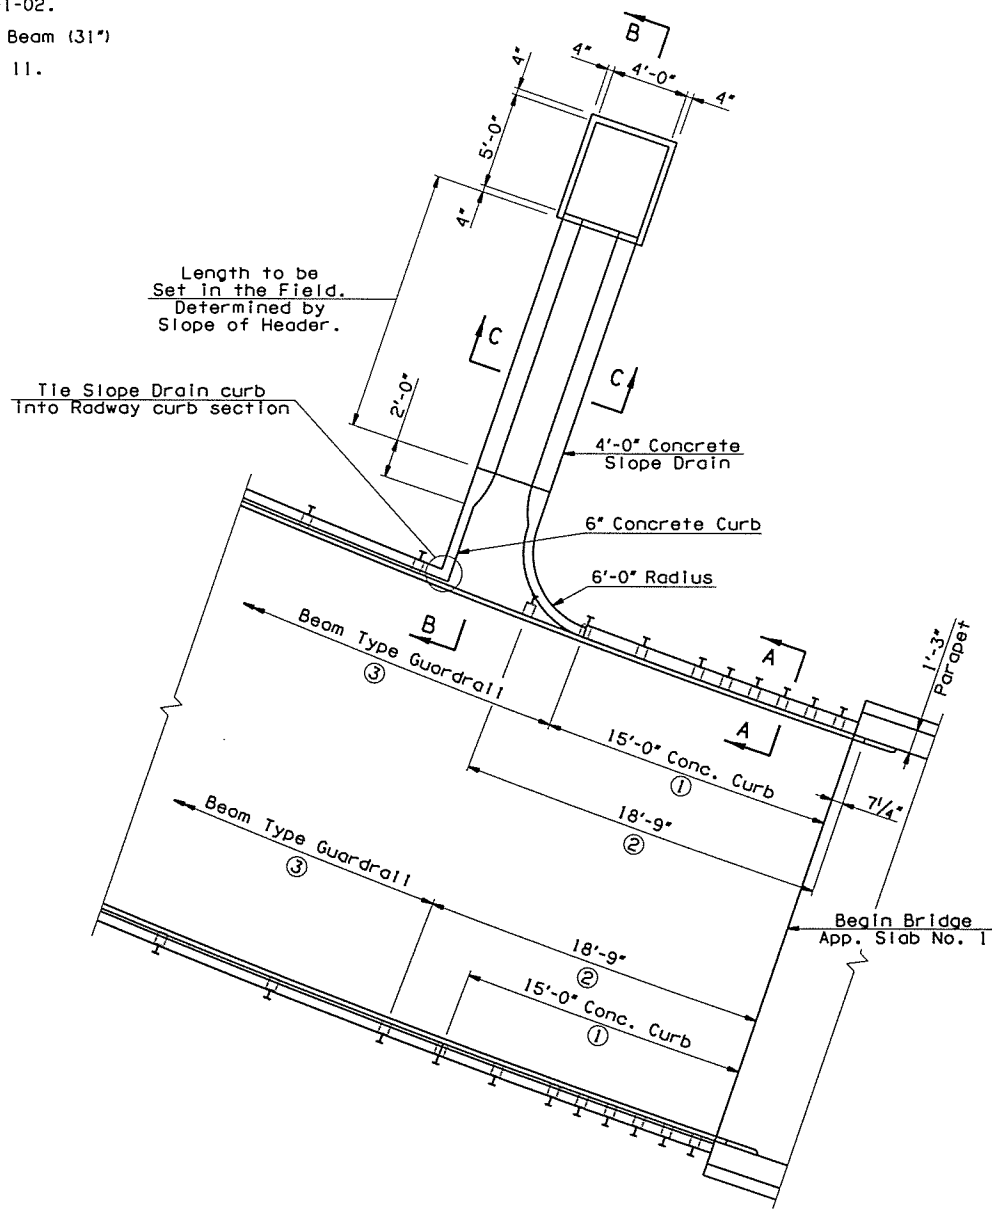 1-02.
Beam (31")
11.
B
4"
4'-0"
4"
4"
5'-0"
4"
Length to be
Set in the Field.
Determined by
Slope of Header.
C
C
Tie Slope Drain curb
into Radway curb section
2'-0"
4'-0" Concrete
Slope Drain
6" Concrete Curb
6'-0" Radius
B
A
A
1'-3"
Parapet
Beam Type Guardrail
③
15'-0" Conc. Curb
①
18'-9"
②
7¼"
Beam Type Guardrail
③
18'-9"
②
15'-0" Conc. Curb
①
Begin Bridge
App. Slab No. 1